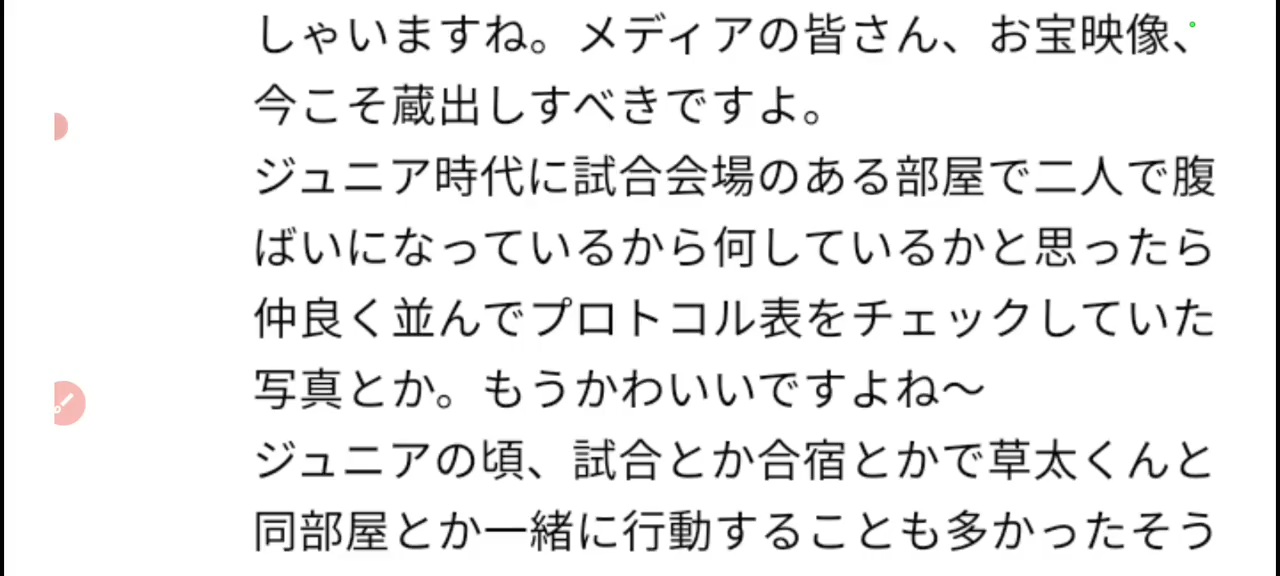 しゃいますね。メディアの皆さん、お宝映像、
今こそ蔵出しすべきですよ。
ジュニア時代に試合会場のある部屋で二人で腹
ばいになっているから何しているかと思ったら
仲良く並んでプロトコル表をチェックしていた
写真とか。もうかわいいですよね〜
ジュニアの頃、試合とか合宿とかで草太くんと
同部屋とか一緒に行動することも多かったそう